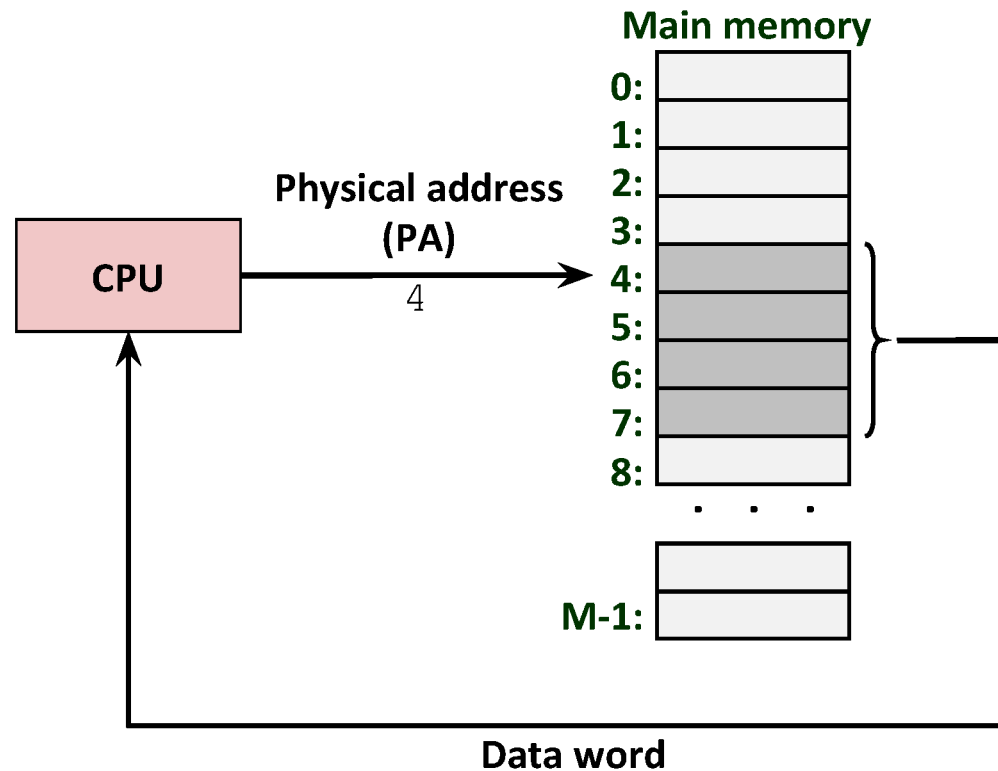 Main memory
0:
1:
Physical address
2:
(PA)
3:
CPU
4:
4
5:
6:
7:
8:
. . .
M-1:
Data word